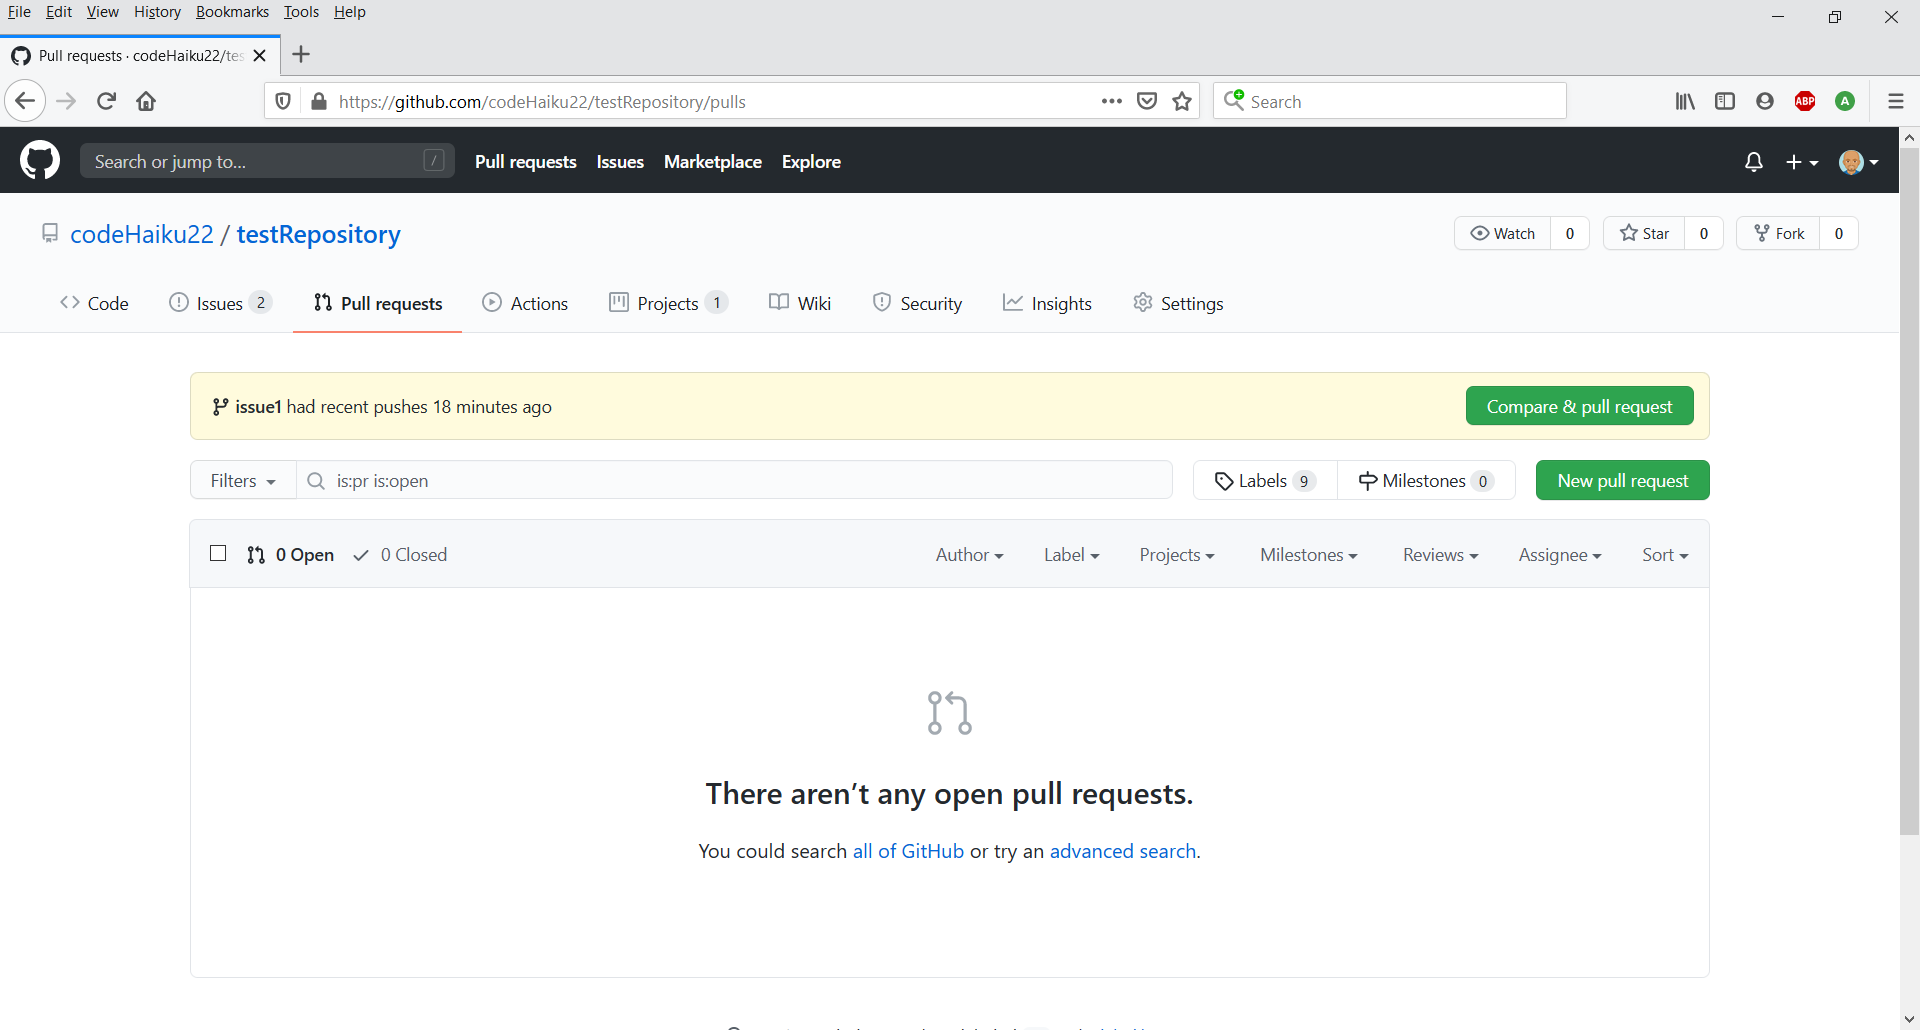 File Edit View History Bookmarks Tools Help
Pull requests · codeHaiku22/tes
https://github.com/codeHaiku22/testRepository/pulls
Search
ABP
A
Search or jump to...
/
Pull requests Issues Marketplace Explore
codeHaiku22 / testRepository
Watch 0
Star 0
Fork 0
Code Issues 2 Pull requests Actions Projects 1 Wiki Security Insights Settings
issue1 had recent pushes 18 minutes ago
Compare & pull request
Filters
is:pr is:open
Labels 9
Milestones 0
New pull request
0 Open 0 Closed
Author Label Projects Milestones Reviews Assignee Sort
There aren’t any open pull requests.
You could search all of GitHub or try an advanced search.